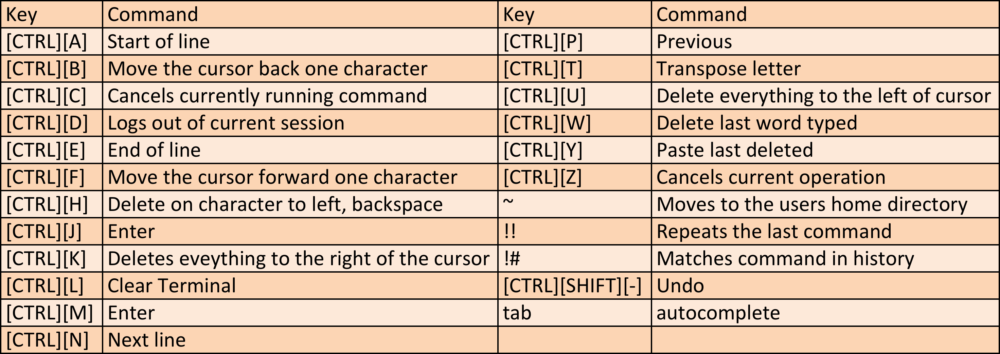 Key Command Key Command
[CTRL][A] Start of line [CTRL][P] Previous
[CTRL][B] Move the cursor back one character [CTRL][T] Transpose letter
[CTRL][C] Cancels currently running command [CTRL][U] Delete everything to the left of cursor
[CTRL][D] Logs out of current session [CTRL][W] Delete last word typed
[CTRL][E] End of line [CTRL][Y] Paste last deleted
[CTRL][F] Move the cursor forward one character [CTRL][Z] Cancels current operation
[CTRL][H] Delete on character to left, backspace ~ Moves to the users home directory
[CTRL][J] Enter !! Repeats the last command
[CTRL][K] Deletes eveything to the right of the cursor !# Matches command in history
[CTRL][L] Clear Terminal [CTRL][SHIFT][-] Undo
[CTRL][M] Enter tab autocomplete
[CTRL][N] Next line